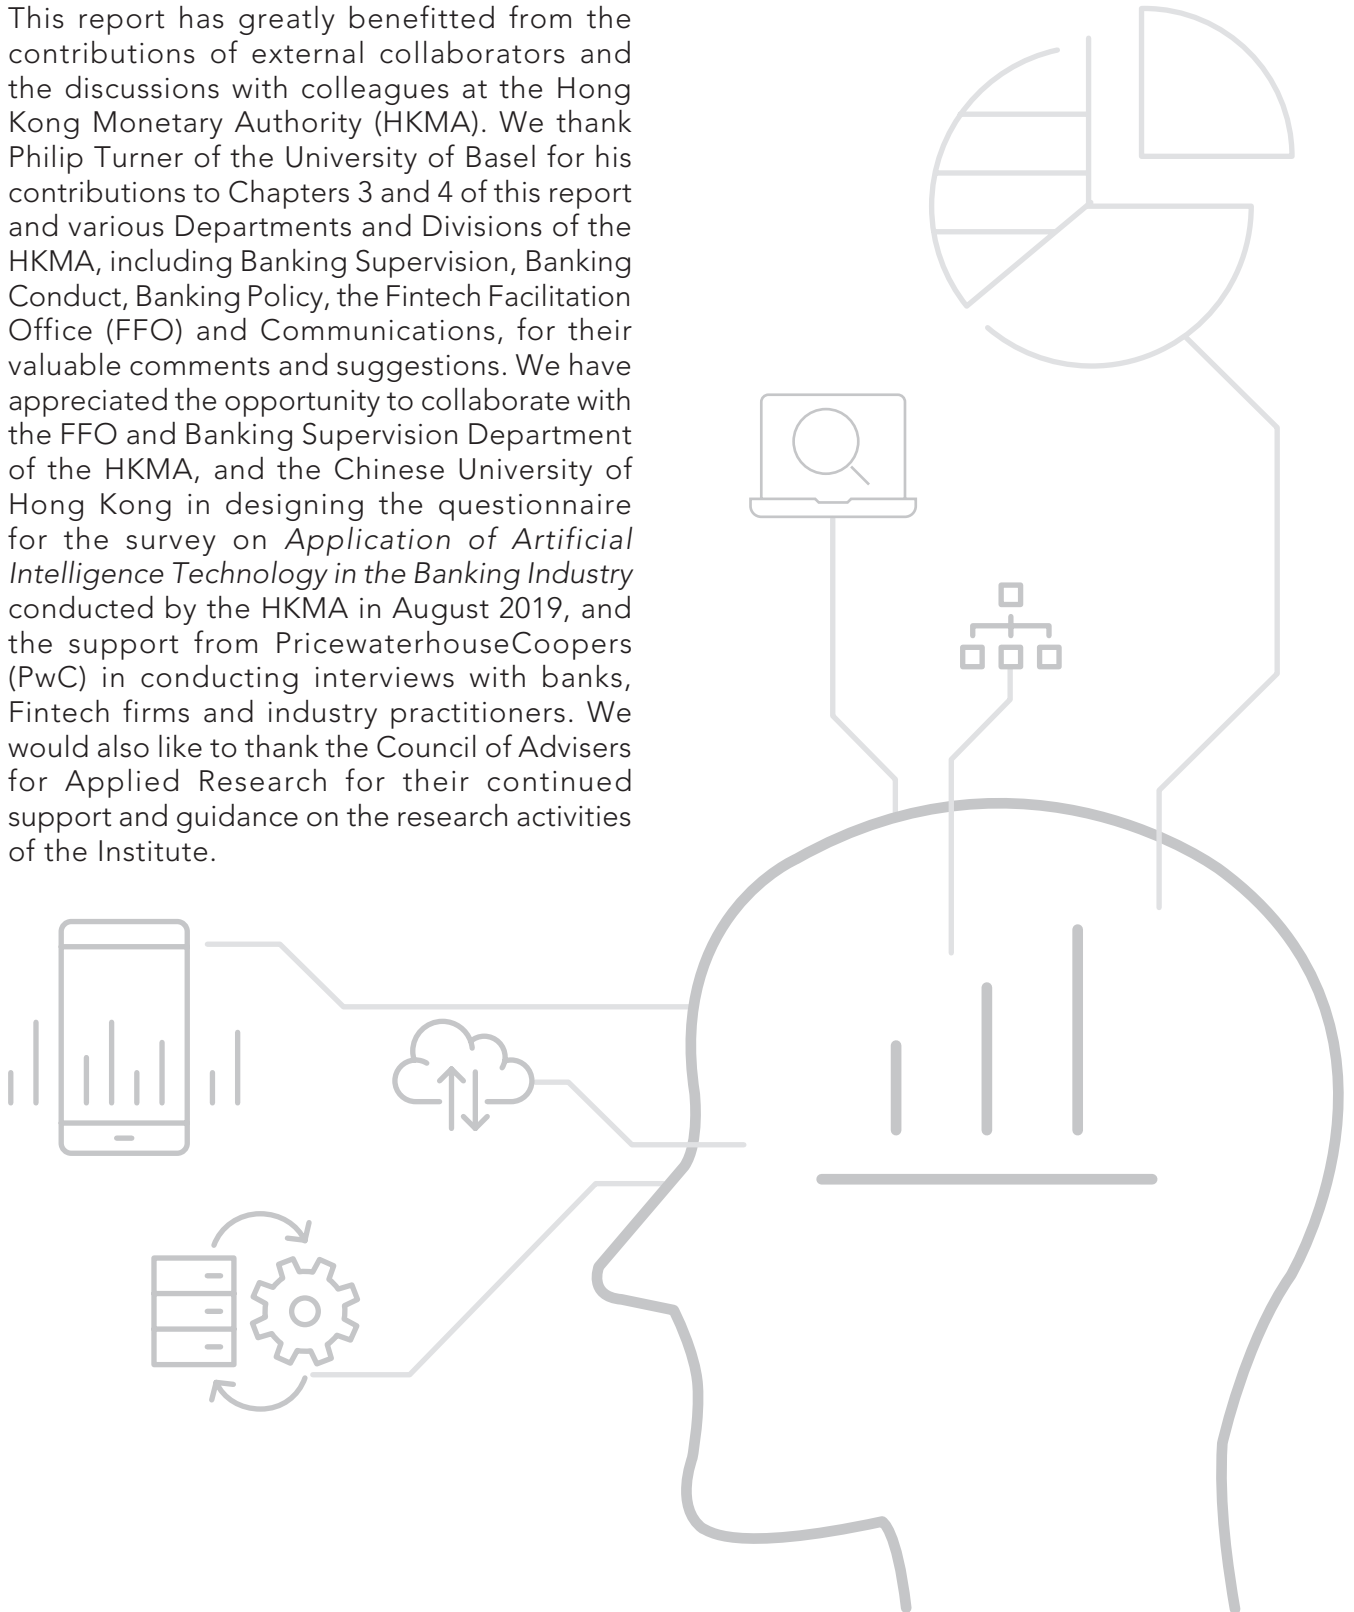 This report has greatly benefitted from the
contributions of external collaborators and
the discussions with colleagues at the Hong
Kong Monetary Authority (HKMA). We thank
Philip Turner of the University of Basel for his
contributions to Chapters 3 and 4 of this report
and various Departments and Divisions of the
HKMA, including Banking Supervision, Banking
Conduct, Banking Policy, the Fintech Facilitation
Office (FFO) and Communications, for their
valuable comments and suggestions. We have
appreciated the opportunity to collaborate with
the FFO and Banking Supervision Department
of the HKMA, and the Chinese University of
Hong Kong in designing the questionnaire
for the survey on Application of Artificial
Intelligence Technology in the Banking Industry
conducted by the HKMA in August 2019, and
the support from PricewaterhouseCoopers
(PwC) in conducting interviews with banks,
Fintech firms and industry practitioners. We
would also like to thank the Council of Advisers
for Applied Research for their continued
support and guidance on the research activities
of the Institute.